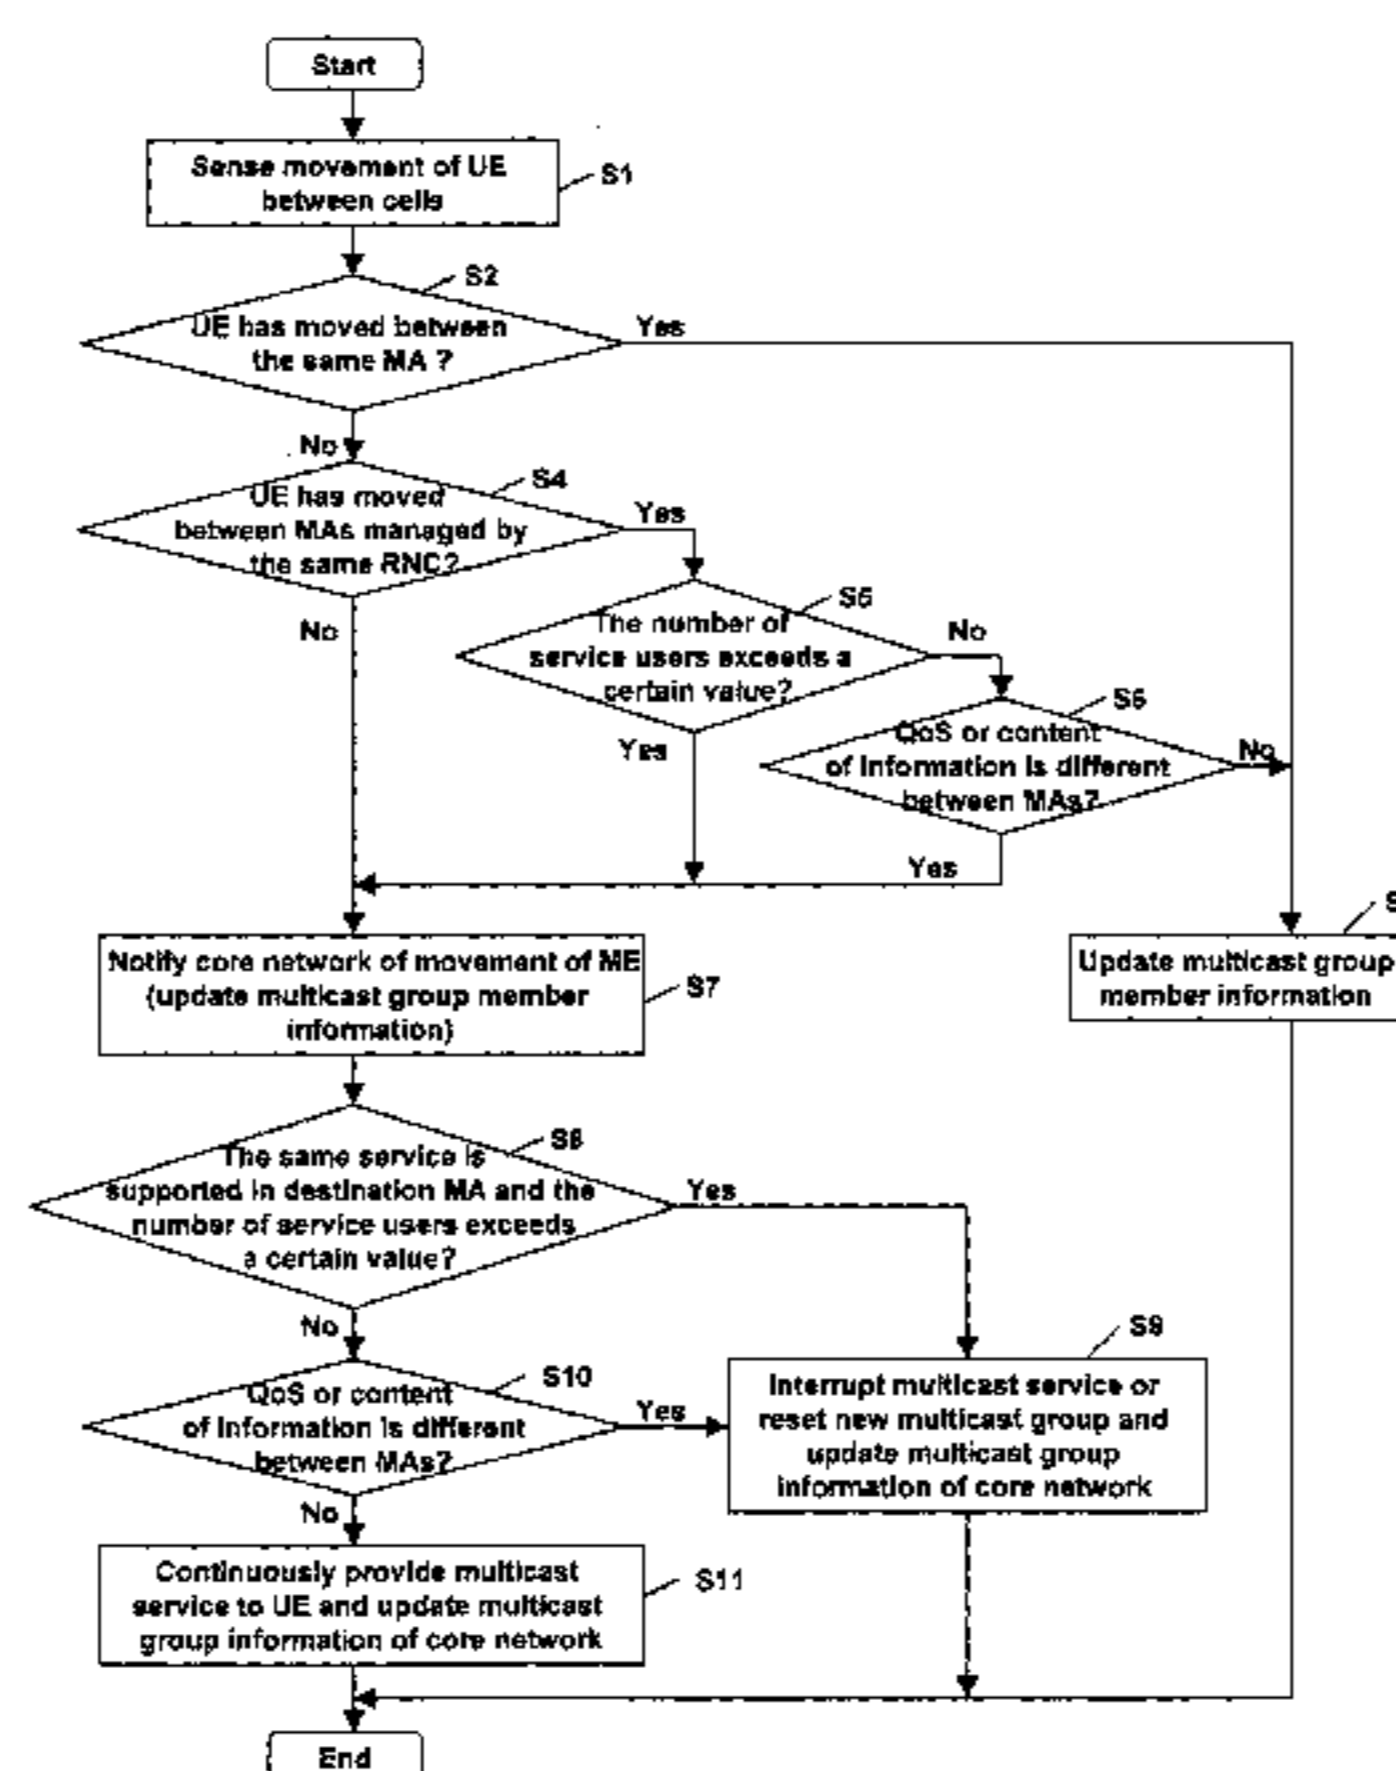 Start
Sense movement of UE
between cells
S1
S2
UE has moved between
the same MA ?
Yes
No
S4
UE has moved
between MAs managed by
the same RNC?
Yes
No
S5
The number of
service users exceeds a
certain value?
No
Yes
S6
QoS or content
of information is different
between MAs?
No
Yes
Notify core network of movement of ME
(update multicast group member
information)
S7
Update multicast group
member information
S8
The same service is
supported in destination MA and the
number of service users exceeds
a certain value?
Yes
No
S9
Interrupt multicast service or
reset new multicast group and
update multicast group
information of core network
S10
QoS or content
of information is different
between MAs?
Yes
No
Continuously provide multicast
service to UE and update multicast
group information of core network
S11
End